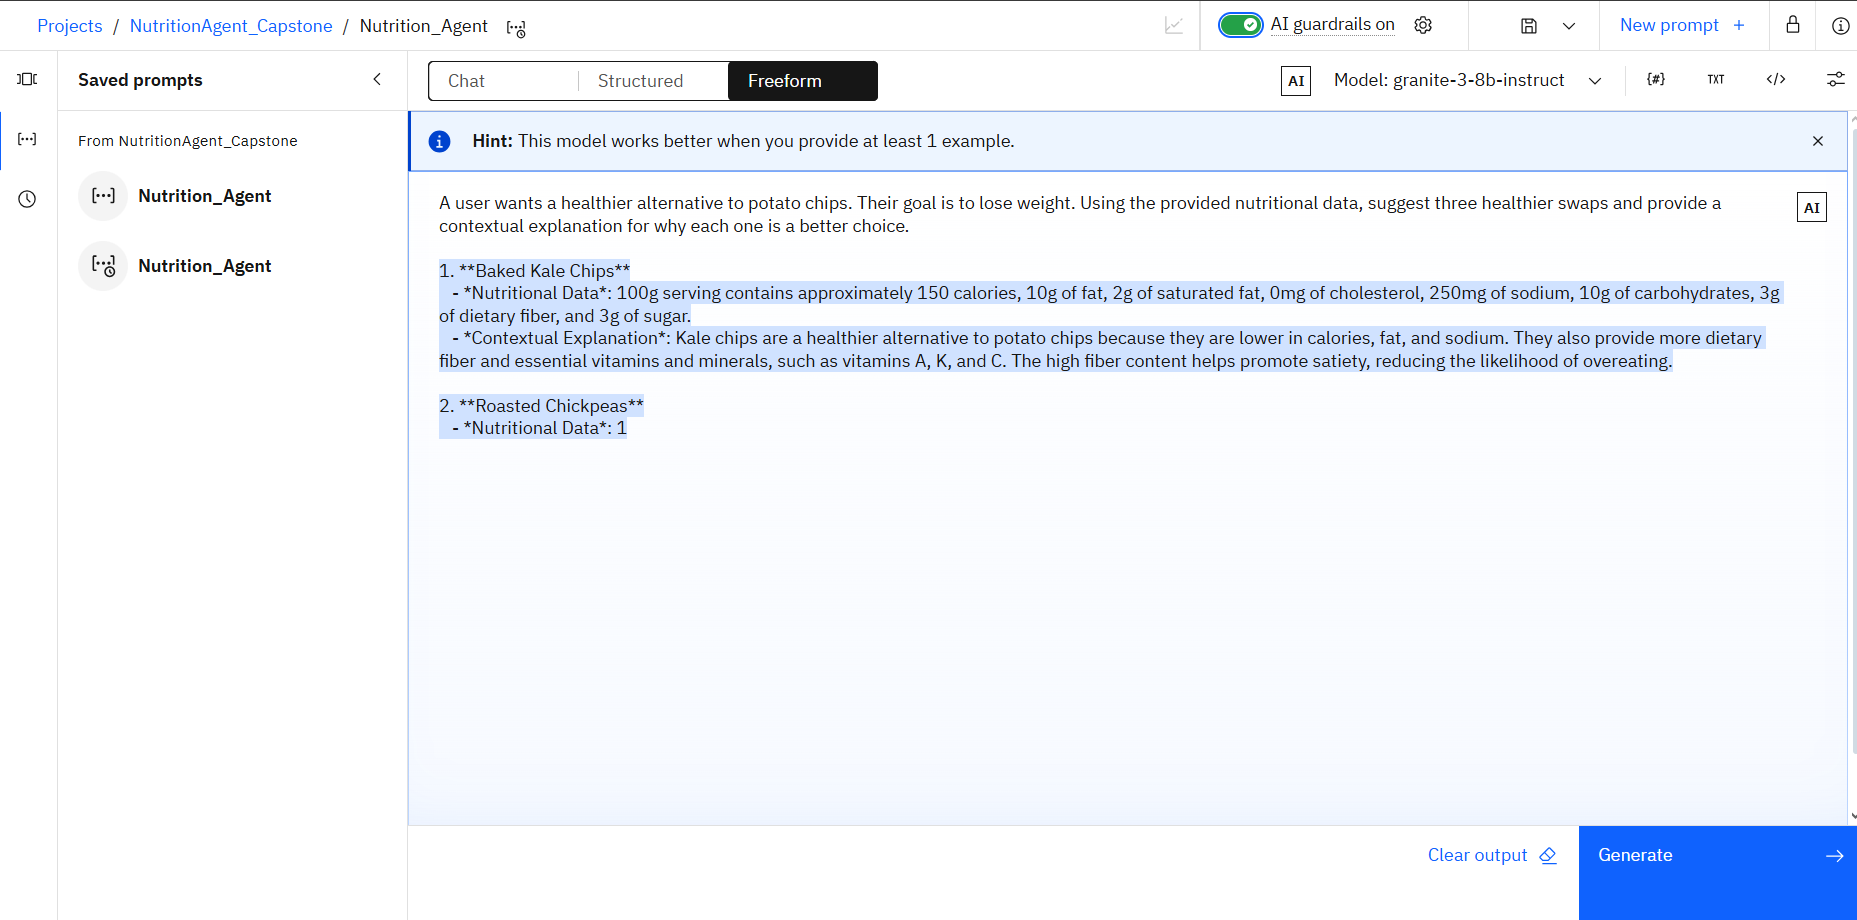 Projects / NutritionAgent_Capstone / Nutrition_Agent
AI guardrails on
New prompt +
Saved prompts
Chat
Structured
Freeform
AI
Model: granite-3-8b-instruct
{#}
TXT
</>
From NutritionAgent_Capstone
Nutrition_Agent
Nutrition_Agent
Hint: This model works better when you provide at least 1 example.
A user wants a healthier alternative to potato chips. Their goal is to lose weight. Using the provided nutritional data, suggest three healthier swaps and provide a
contextual explanation for why each one is a better choice.
AI
1. **Baked Kale Chips**
- *Nutritional Data*: 100g serving contains approximately 150 calories, 10g of fat, 2g of saturated fat, 0mg of cholesterol, 250mg of sodium, 10g of carbohydrates, 3g
of dietary fiber, and 3g of sugar.
- *Contextual Explanation*: Kale chips are a healthier alternative to potato chips because they are lower in calories, fat, and sodium. They also provide more dietary
fiber and essential vitamins and minerals, such as vitamins A, K, and C. The high fiber content helps promote satiety, reducing the likelihood of overeating.
2. **Roasted Chickpeas**
- *Nutritional Data*: 1
Clear output
Generate